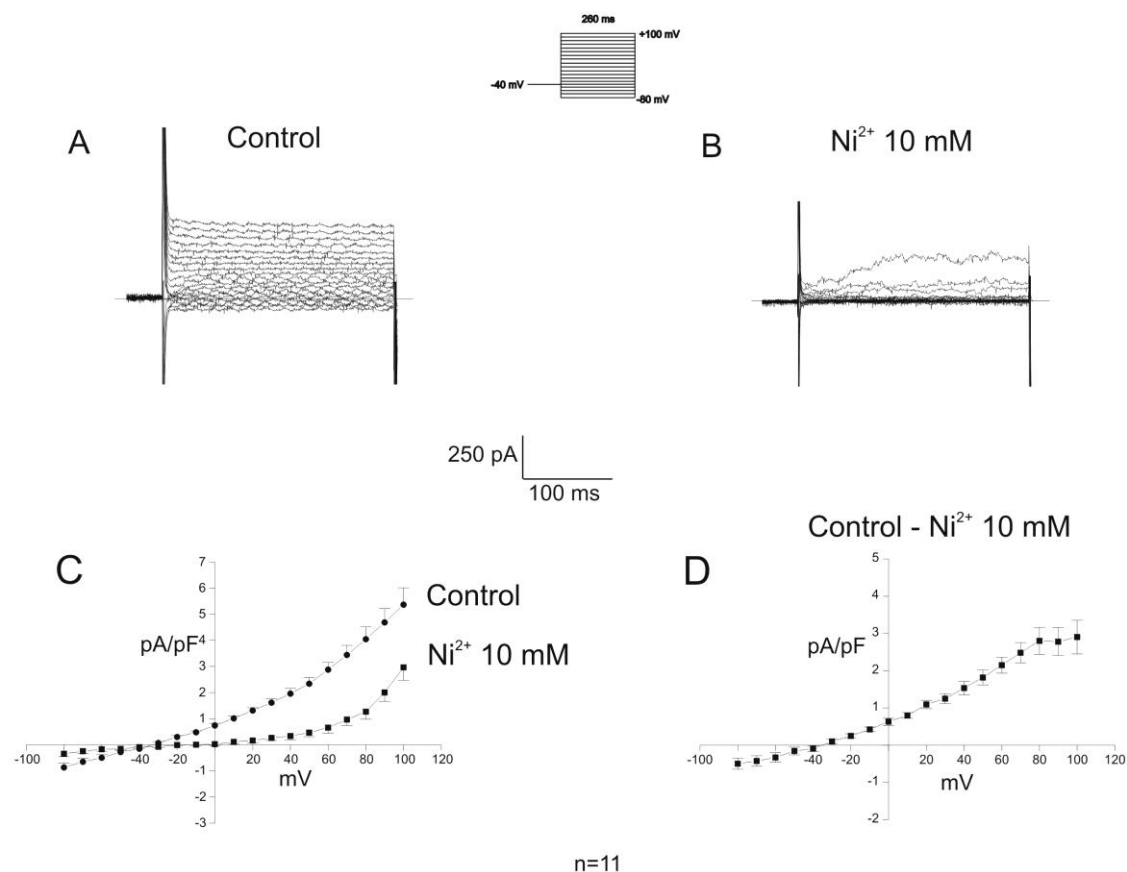 260 ms
+100 mV
-40 mV
-80 mV
A
Control
B
Ni²⁺ 10 mM
250 pA
100 ms
C
pA/pF
7
6
5
4
3
2
1
-1
-2
-3
-100
-80
-60
-40
-20
0
20
40
60
80
100
120
mV
Control
Ni²⁺ 10 mM
Control - Ni²⁺ 10 mM
D
pA/pF
5
4
3
2
1
-1
-2
-100
-80
-60
-40
-20
0
20
40
60
80
100
120
mV
n=11